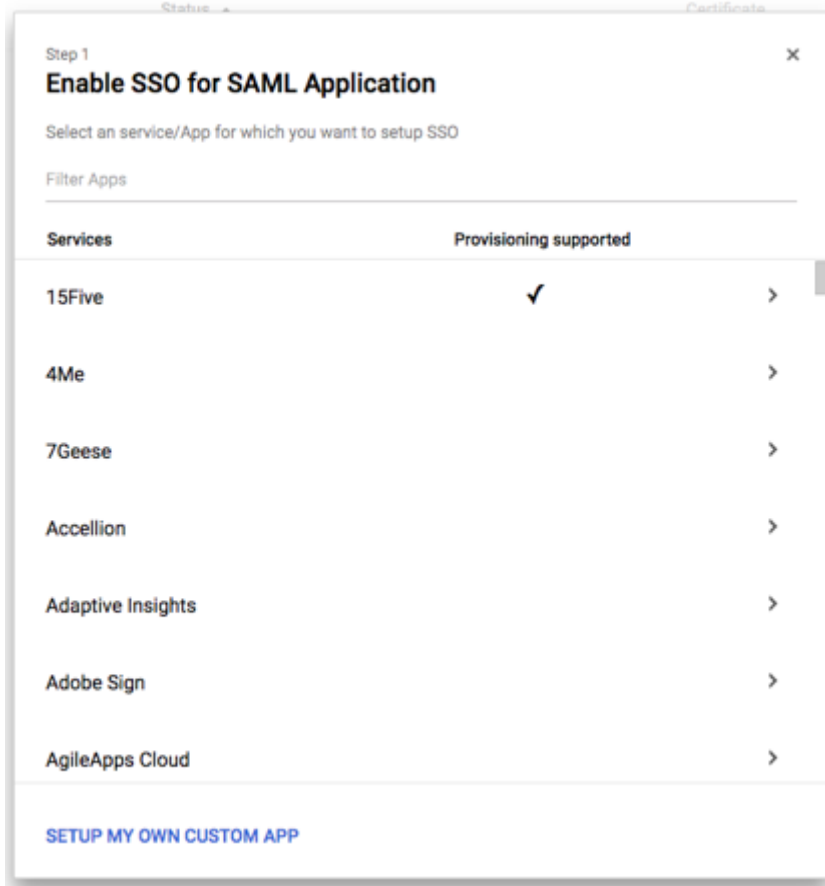 Status
Certificate
Step 1
Enable SSO for SAML Application
Select an service/App for which you want to setup SSO
Filter Apps
Services Provisioning supported
15Five
4Me
7Geese
Accellion
Adaptive Insights
Adobe Sign
AgileApps Cloud
SETUP MY OWN CUSTOM APP